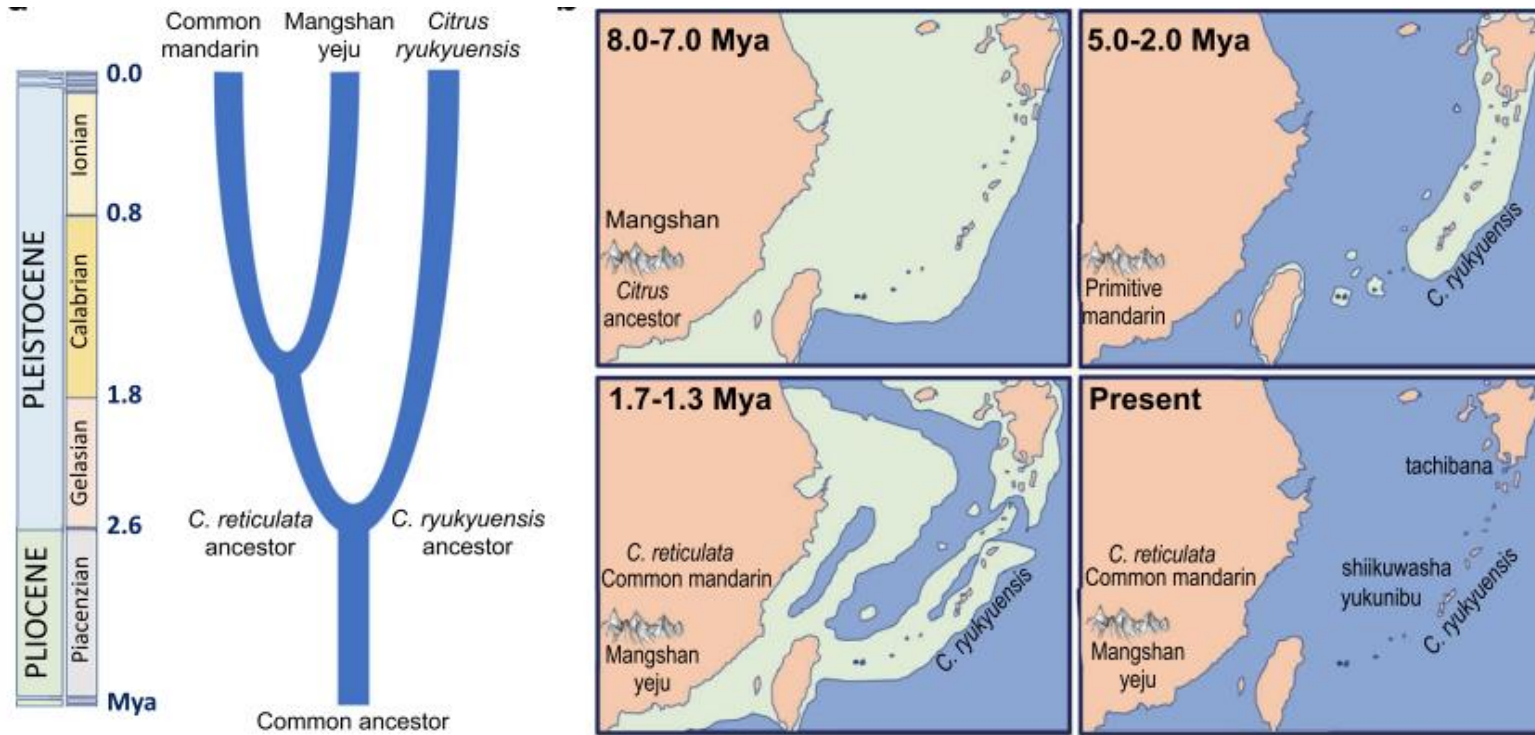 Common
mandarin
Mangshan
yeju
Citrus
ryukyuensis
PLEISTOCENE
PLIOCENE
Ionian
Calabrian
Gelasian
Piacenzian
0.0
0.8
1.8
2.6
Mya
C. reticulata
ancestor
C. ryukyuensis
ancestor
Common ancestor
b
8.0-7.0 Mya
Mangshan
Citrus
ancestor
5.0-2.0 Mya
Primitive
mandarin
C. ryukyuensis
1.7-1.3 Mya
C. reticulata
Common mandarin
Mangshan
yeju
C. ryukyuensis
Present
tachibana
C. reticulata
Common mandarin
shiikuwasha
yukunibu
C. ryukyuensis
Mangshan
yeju